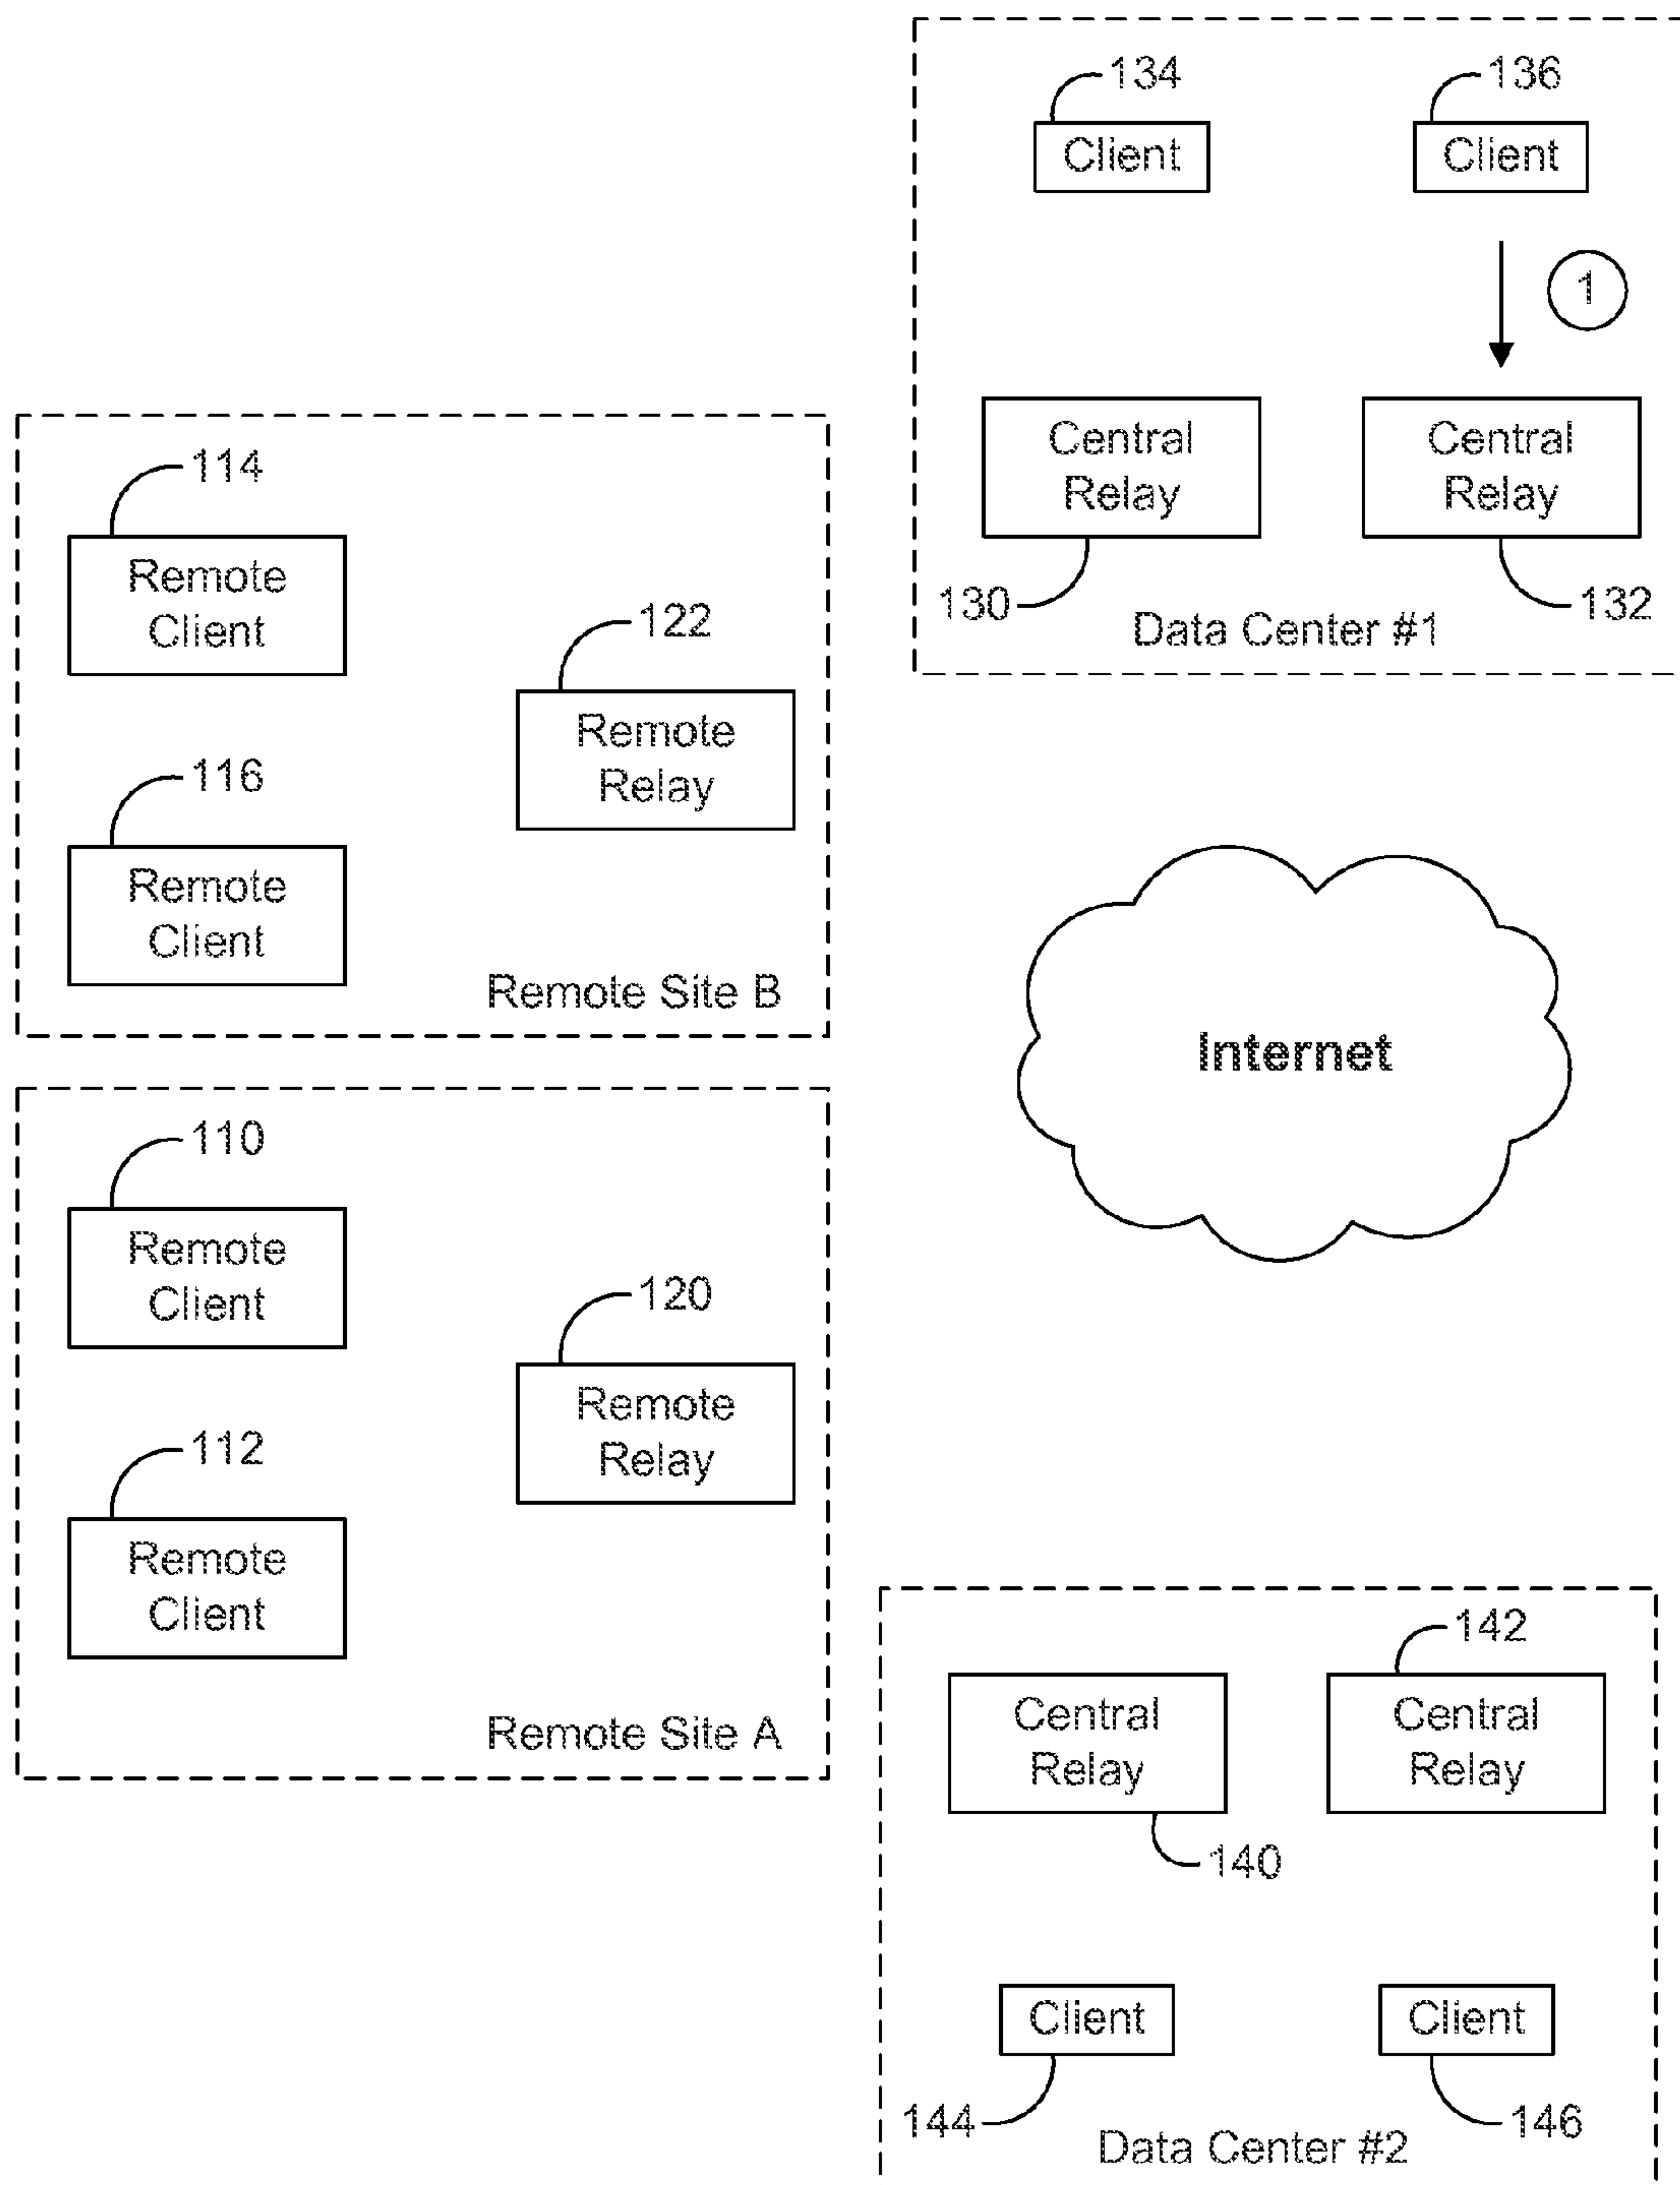 134
136
Client
Client
1
Central
Relay
Central
Relay
130
132
Data Center #1
114
Remote
Client
122
Remote
Relay
116
Remote
Client
Remote Site B
Internet
110
Remote
Client
120
Remote
Relay
112
Remote
Client
Remote Site A
142
Central
Relay
Central
Relay
140
Client
Client
144
146
Data Center #2